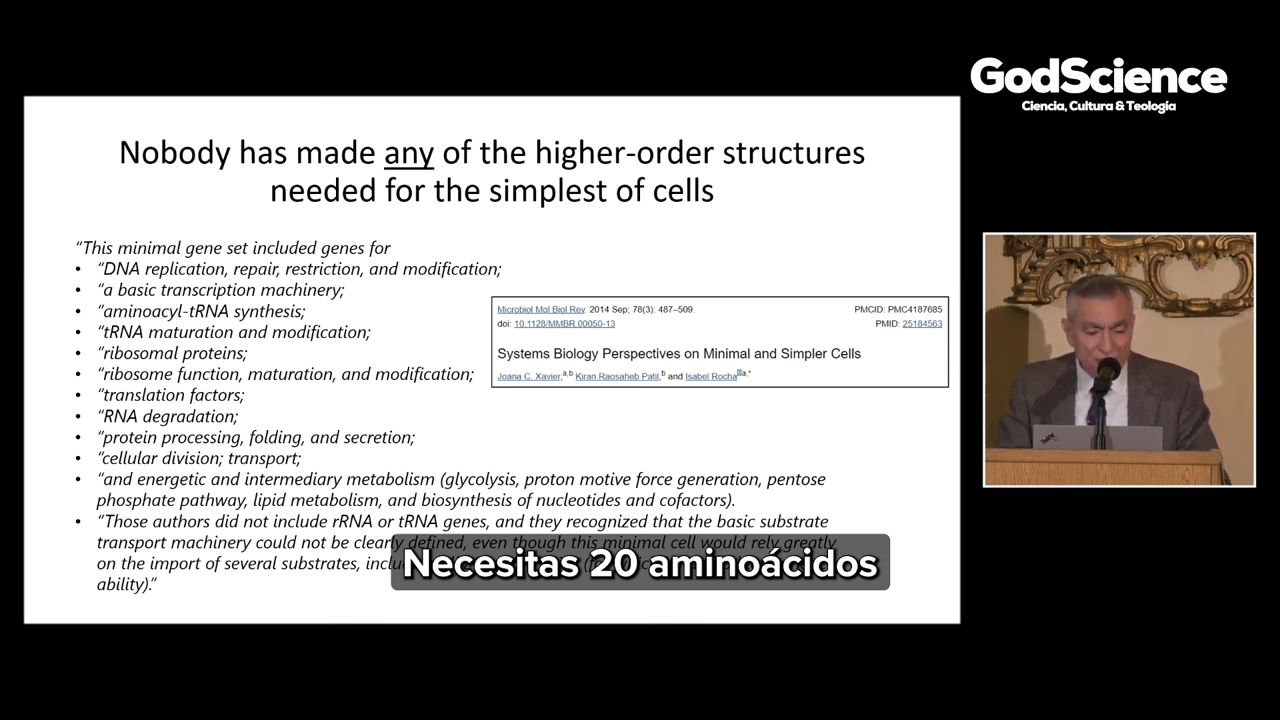 GodScience
Ciencia, Cultura & Teología
Nobody has made any of the higher-order structures
needed for the simplest of cells
“This minimal gene set included genes for
• “DNA replication, repair, restriction, and modification;
• “a basic transcription machinery;
• “aminoacyl-tRNA synthesis;
• “tRNA maturation and modification;
• “ribosomal proteins;
• “ribosome function, maturation, and modification;
• “translation factors;
• “RNA degradation;
• “protein processing, folding, and secretion;
• “cellular division; transport;
• “and energetic and intermediary metabolism (glycolysis, proton motive force generation, pentose
phosphate pathway, lipid metabolism, and biosynthesis of nucleotides and cofactors).
• “Those authors did not include rRNA or tRNA genes, and they recognized that the basic substrate
transport machinery could not be clearly defined, even though this minimal cell would rely greatly
on the import of several substrates, inclu
ability).”
Microbiol Mol Biol Rev. 2014 Sep; 78(3): 487–509.
doi: 10.1128/MMBR.00050-13
PMCID: PMC4187685
PMID: 25184563
Systems Biology Perspectives on Minimal and Simpler Cells
Joana C. Xavier,a,b Kiran Raosaheb Patil,b and Isabel Rocha✉a,*
Necesitas 20 aminoácidos